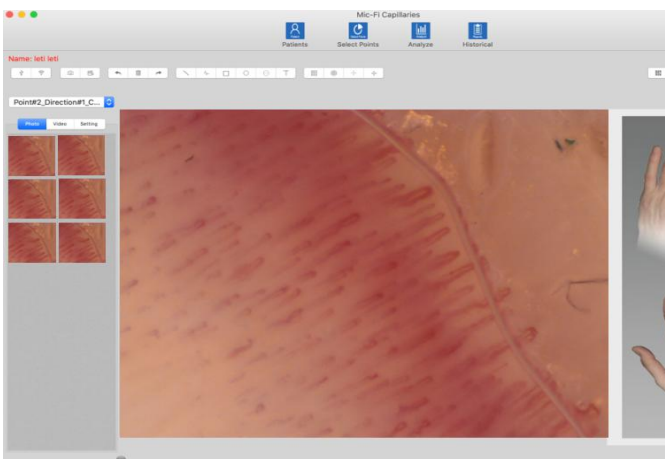 Mic-Fi Capillaries
Patients Select Points Analyze Historical
Name: leti leti
T
Point#2_Direction#1_C...
Photo Video Setting